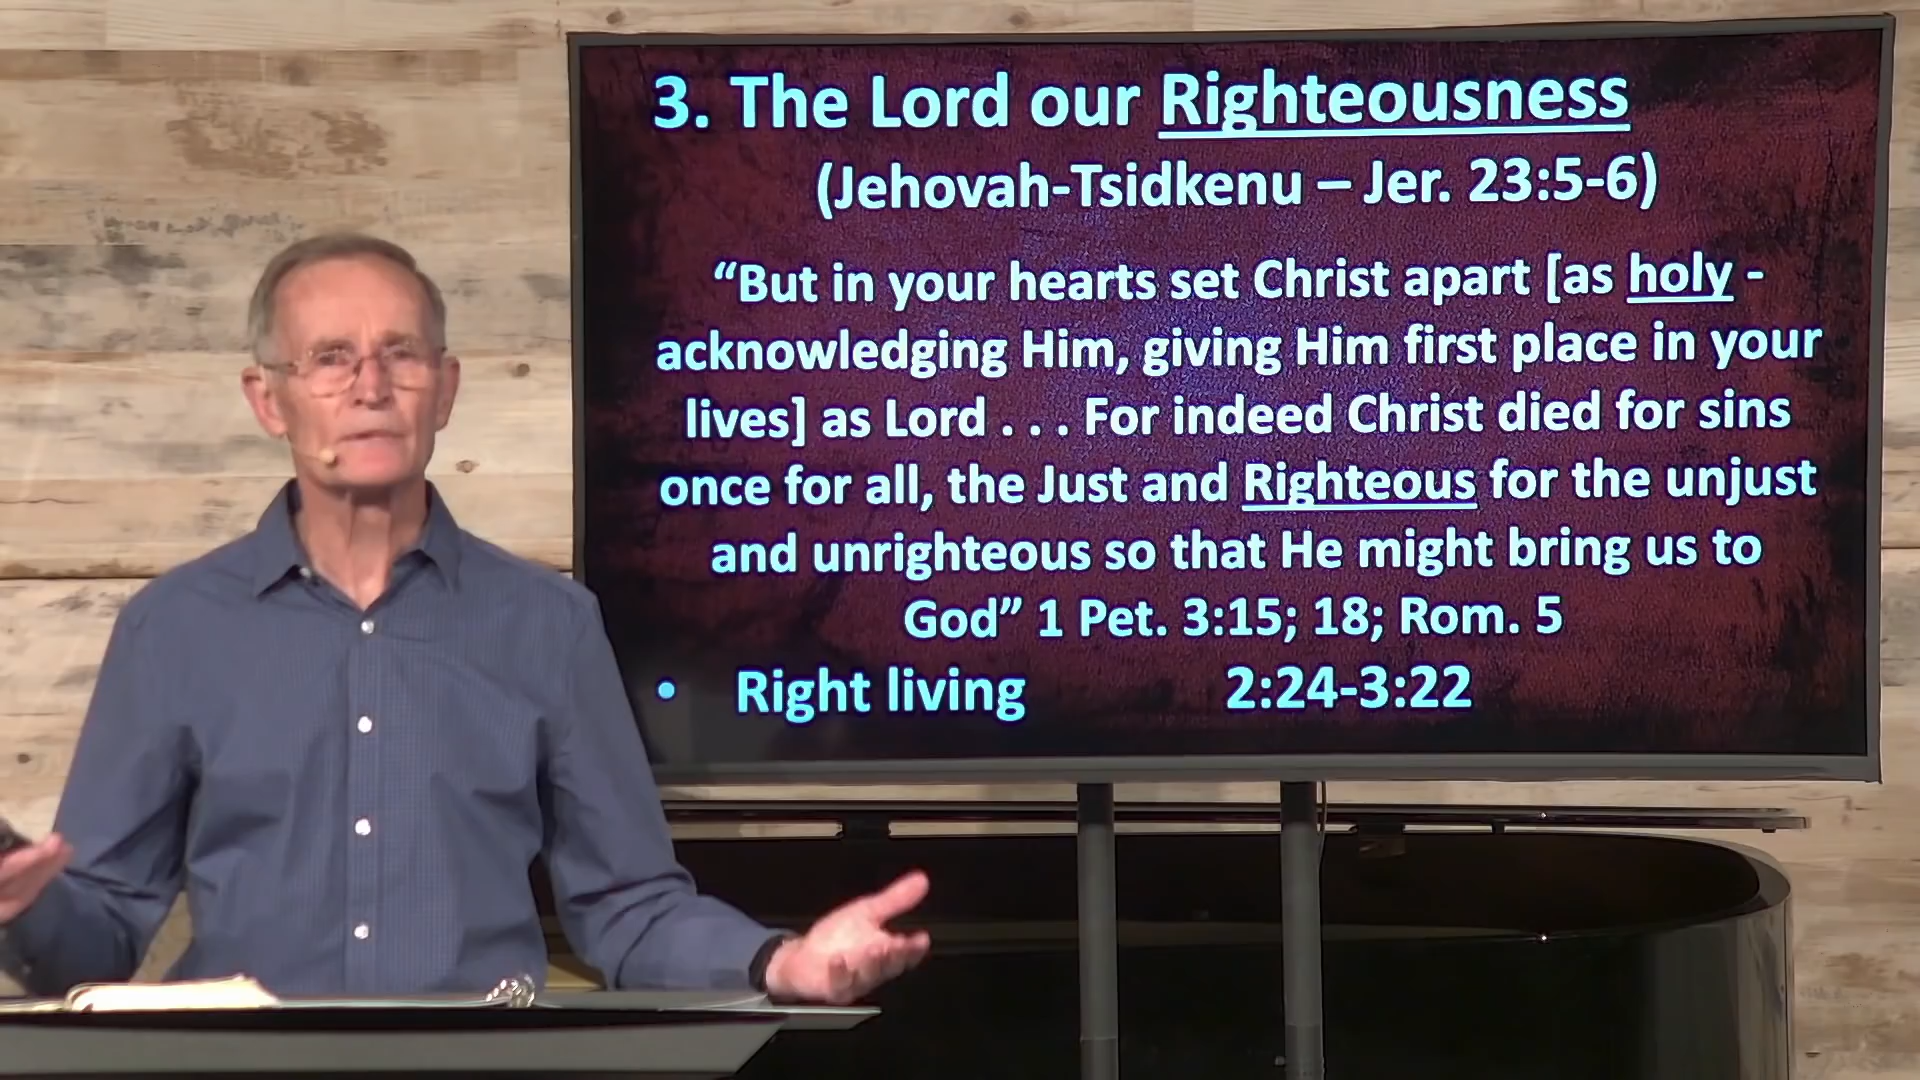 3. The Lord our Righteousness
(Jehovah-Tsidkenu – Jer. 23:5-6)
“But in your hearts set Christ apart [as holy -
acknowledging Him, giving Him first place in your
lives] as Lord . . . For indeed Christ died for sins
once for all, the Just and Righteous for the unjust
and unrighteous so that He might bring us to
God” 1 Pet. 3:15; 18; Rom. 5
• Right living 2:24-3:22